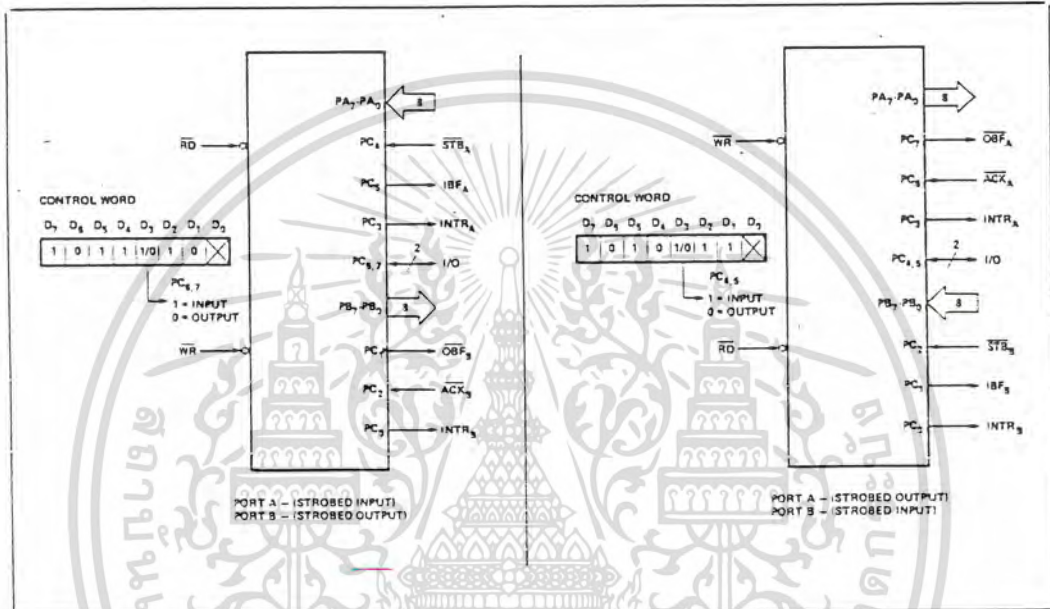 PA7-PA0
8
RD
PC4
STBA
PC5
IBFA
CONTROL WORD
D7 D6 D5 D4 D3 D2 D1 D0
1 0 1 1 1/0 1 0 X
PC3
INTRA
PC6,7
2
I/O
PC6,7
1 = INPUT
0 = OUTPUT
PB7-PB0
8
WR
PC1
OBFB
PC2
ACKB
INTRB
PORT A – (STROBED INPUT)
PORT B – (STROBED OUTPUT)
PA7-PA0
8
WR
PC7
OBFA
PC6
ACKA
CONTROL WORD
D7 D6 D5 D4 D3 D2 D1 D0
1 0 1 0 1/0 1 1 X
PC3
INTRA
PC4,5
2
I/O
PC4,5
1 = INPUT
0 = OUTPUT
PB7-PB0
8
RD
PC2
STBB
PC1
IBFB
INTRB
PORT A – (STROBED OUTPUT)
PORT B – (STROBED INPUT)